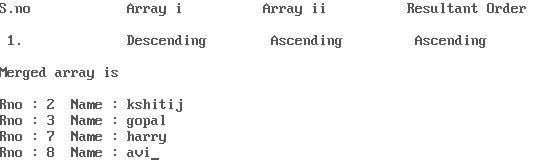 S.no Array i Array ii Resultant Order
1. Descending Ascending Ascending
Merged array is
Rno : 2 Name : kshitij
Rno : 3 Name : gopal
Rno : 7 Name : harry
Rno : 8 Name : avi_